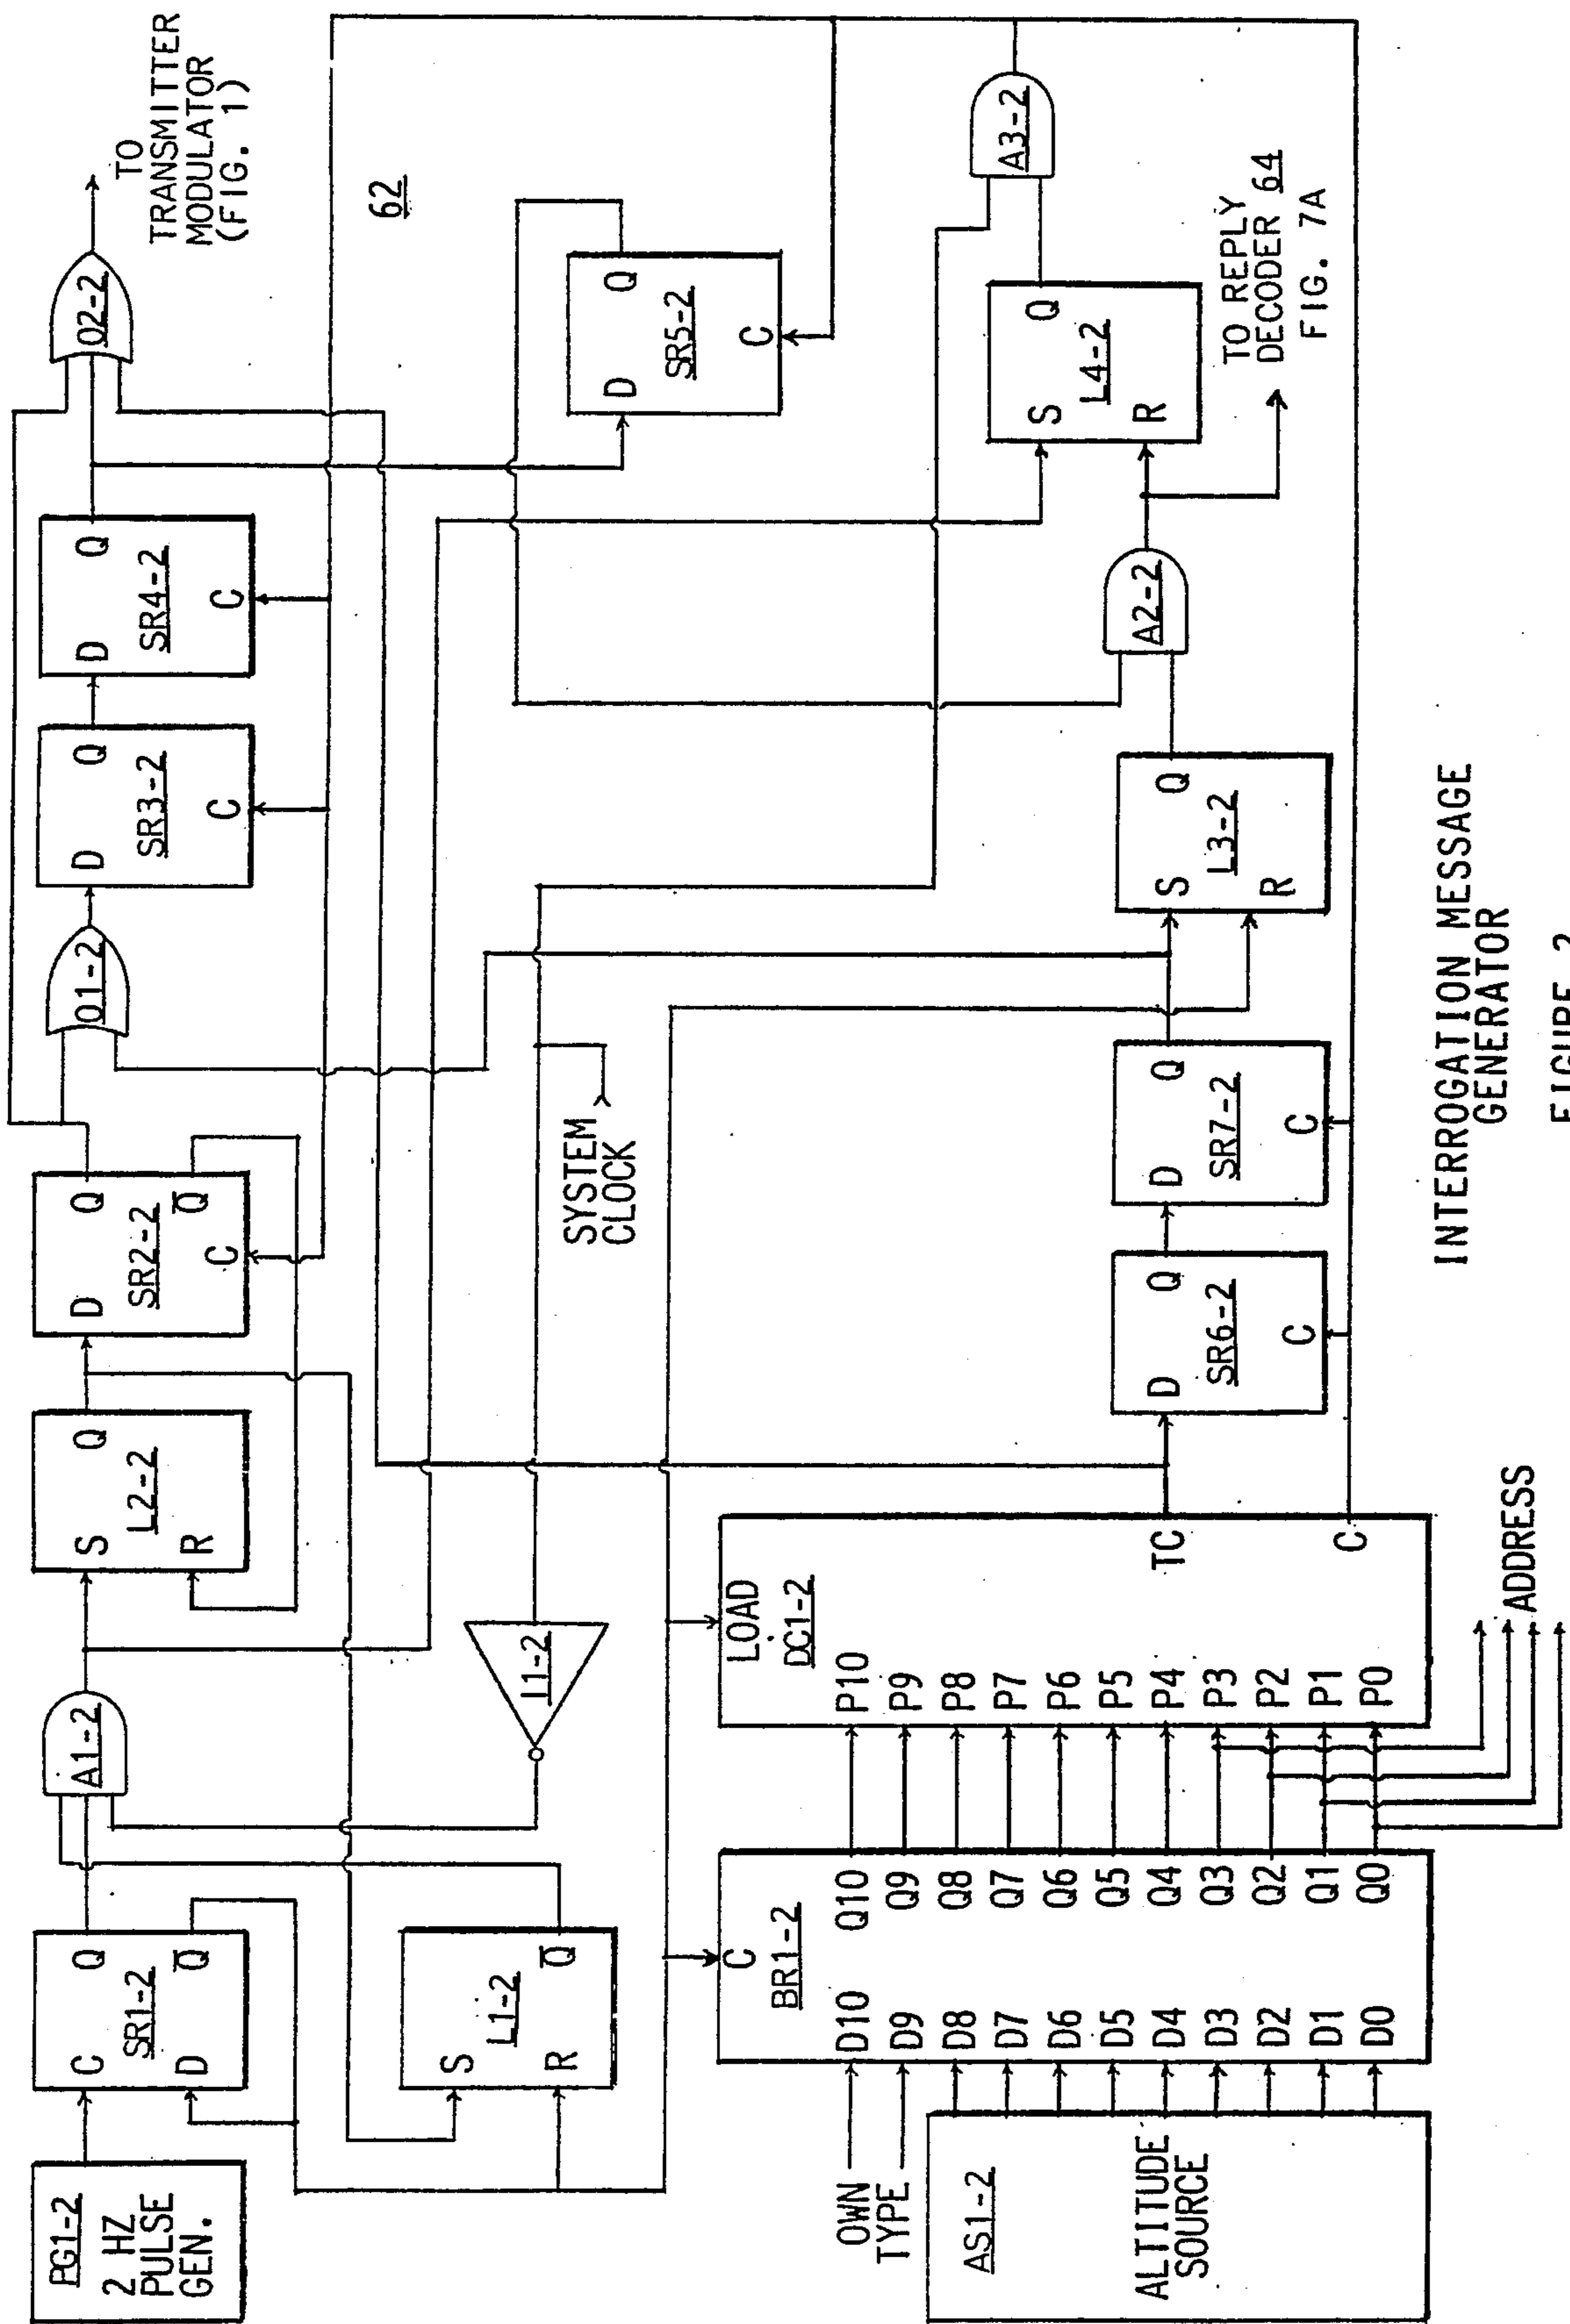 PG1-2
2 HZ
PULSE
GEN.
C
Q
SR1-2
D
Q̅
A1-2
S
Q
L2-2
R
D
Q
SR2-2
Q̅
C
O1-2
D
Q
SR3-2
C
D
Q
SR4-2
C
O2-2
TO
TRANSMITTER
MODULATOR
(FIG. 1)
62
S
L1-2
R
Q̅
I1-2
SYSTEM
CLOCK
D
Q
SR5-2
C
OWN
TYPE
AS1-2
ALTITUDE
SOURCE
C
BR1-2
D10 Q10
D9 Q9
D8 Q8
D7 Q7
D6 Q6
D5 Q5
D4 Q4
D3 Q3
D2 Q2
D1 Q1
D0 Q0
LOAD
DC1-2
P10
P9
P8
P7
P6
P5
P4
P3
P2
P1
P0
TC
C
ADDRESS
D
Q
SR6-2
C
D
Q
SR7-2
C
S
Q
L3-2
R
A2-2
S
Q
L4-2
R
A3-2
TO REPLY
DECODER 64
FIG. 7A
INTERROGATION MESSAGE
GENERATOR